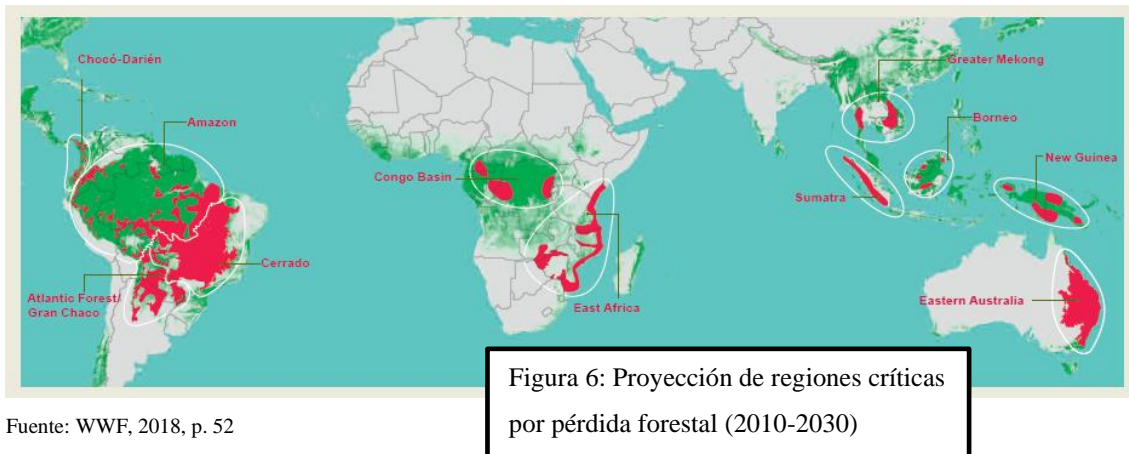 Chocó-Darién
Amazon
Cerrado
Atlantic Forest/
Gran Chaco
Congo Basin
East Africa
Greater Mekong
Borneo
New Guinea
Sumatra
Eastern Australia
Figura 6: Proyección de regiones críticas
por pérdida forestal (2010-2030)
Fuente: WWF, 2018, p. 52